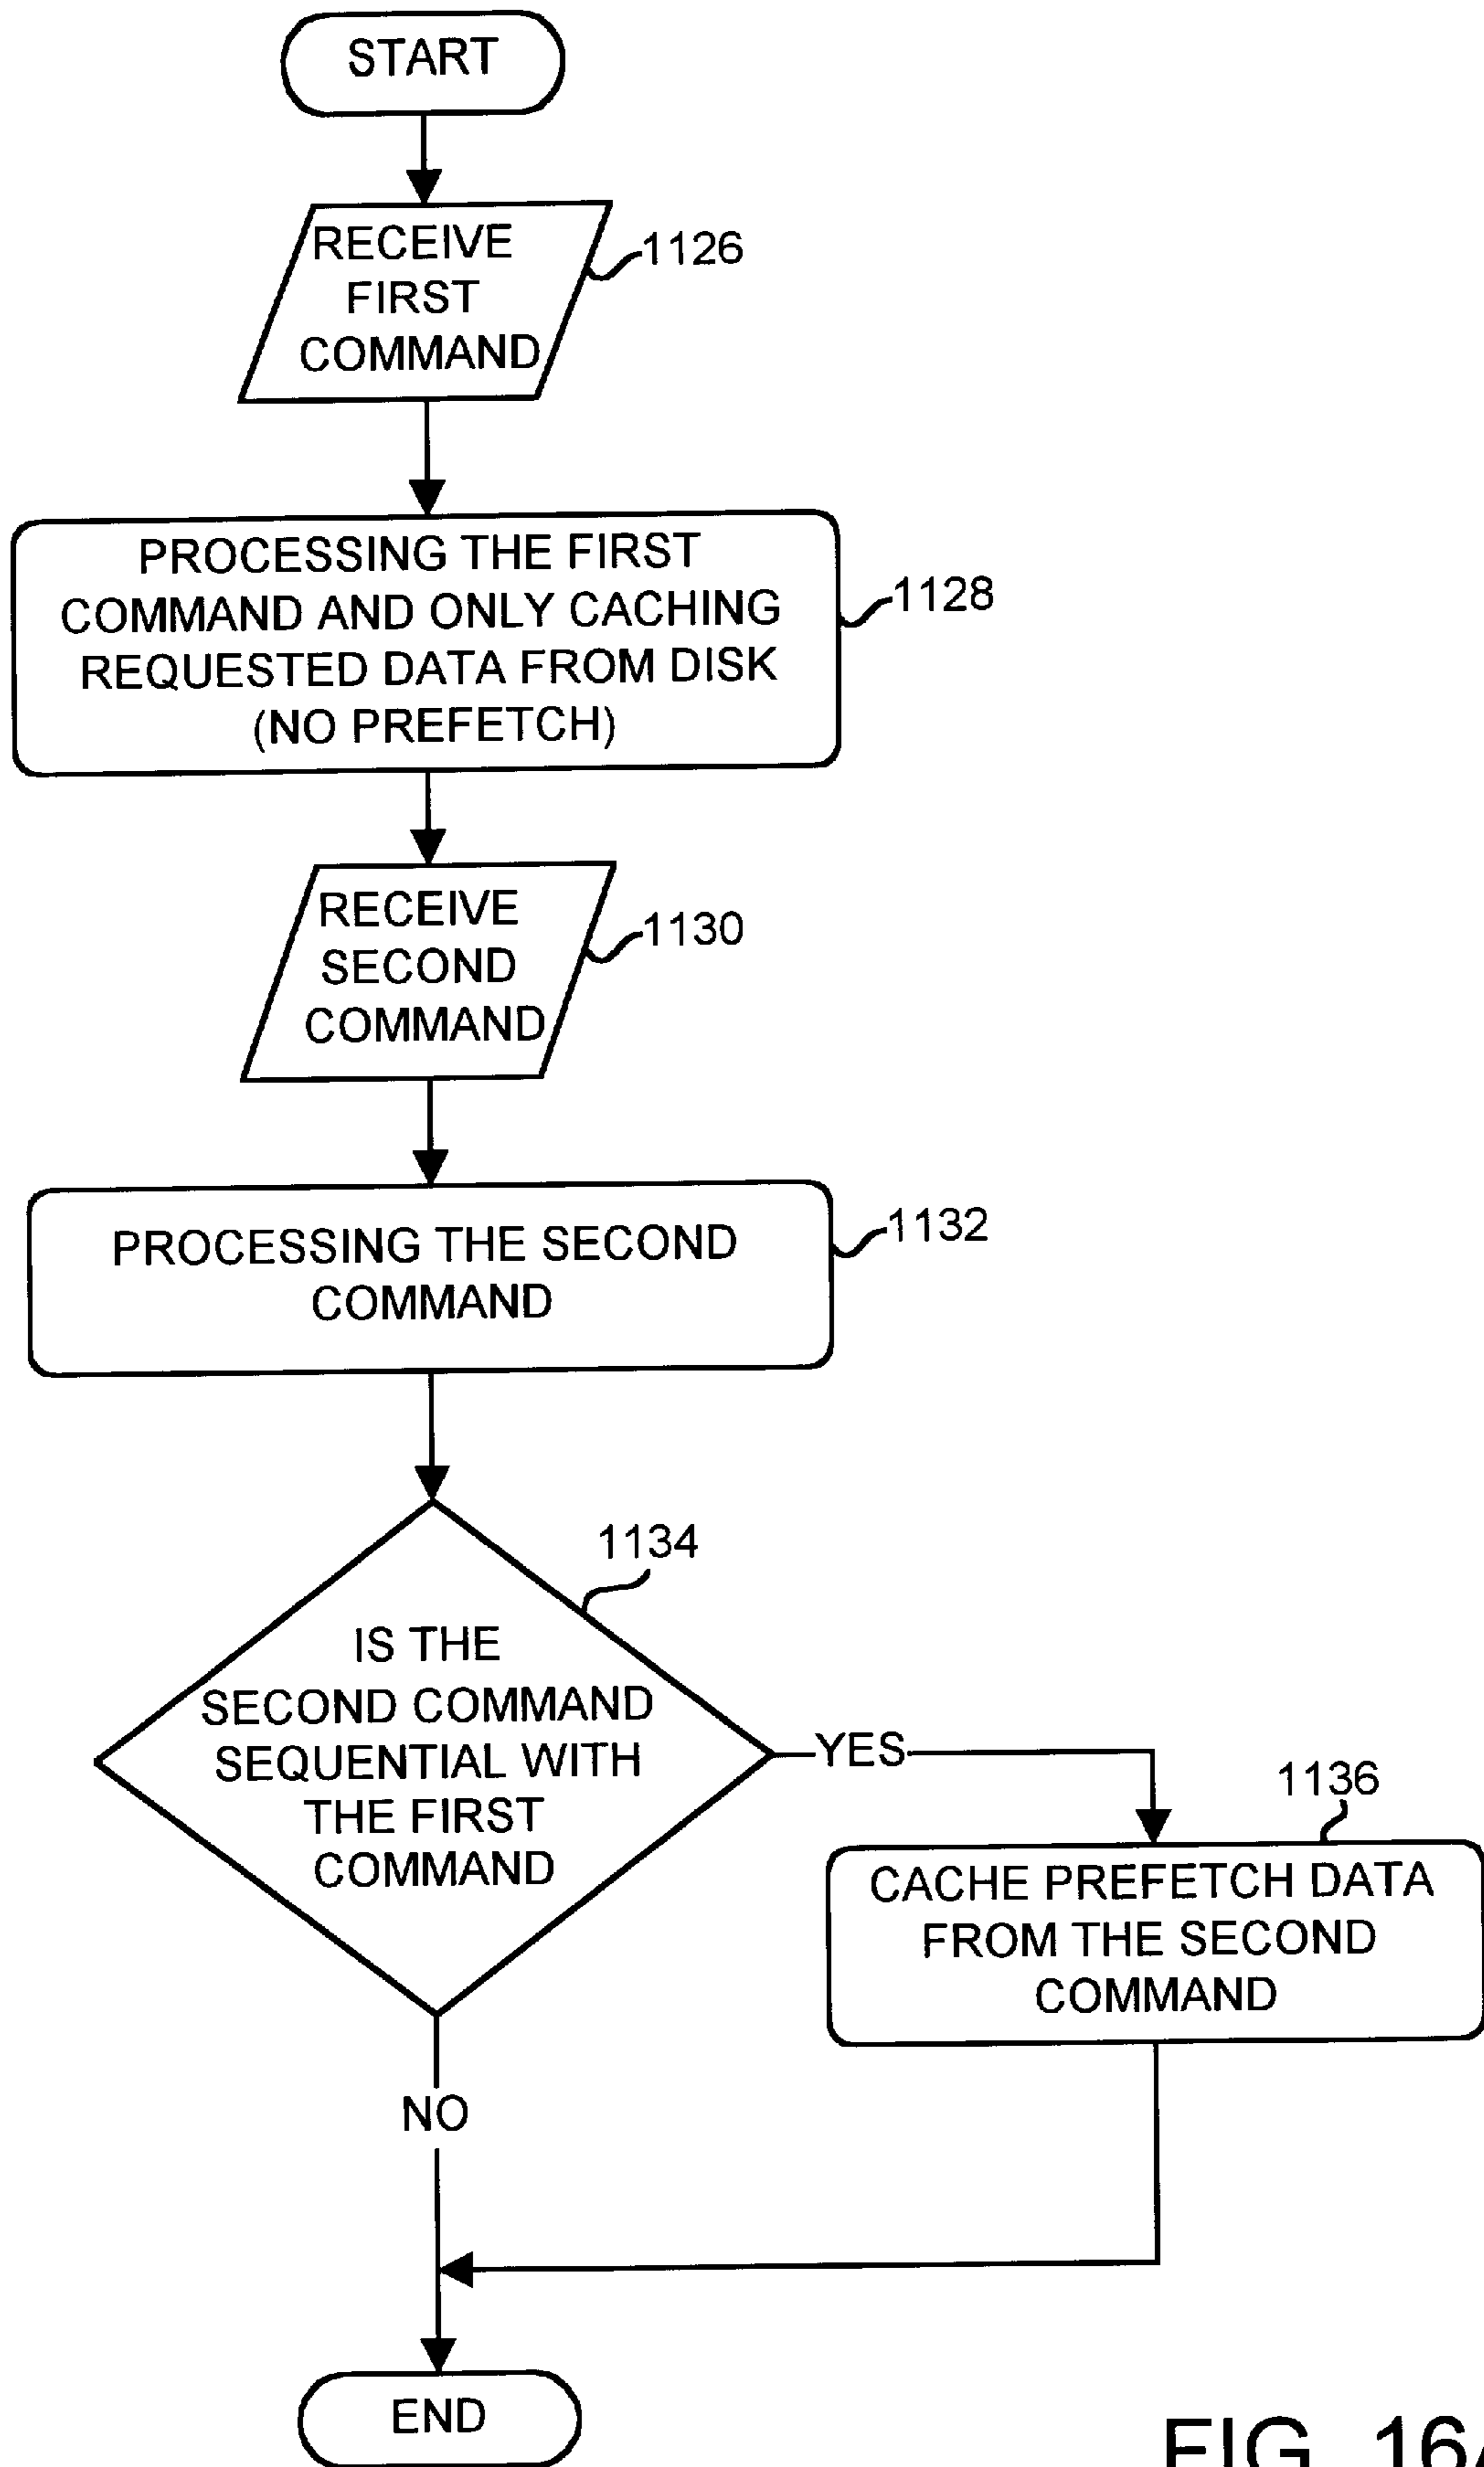 START
RECEIVE
FIRST
COMMAND
1126
PROCESSING THE FIRST
COMMAND AND ONLY CACHING
REQUESTED DATA FROM DISK
(NO PREFETCH)
1128
RECEIVE
SECOND
COMMAND
1130
PROCESSING THE SECOND
COMMAND
1132
1134
IS THE
SECOND COMMAND
SEQUENTIAL WITH
THE FIRST
COMMAND
YES
1136
CACHE PREFETCH DATA
FROM THE SECOND
COMMAND
NO
END
FIG. 16